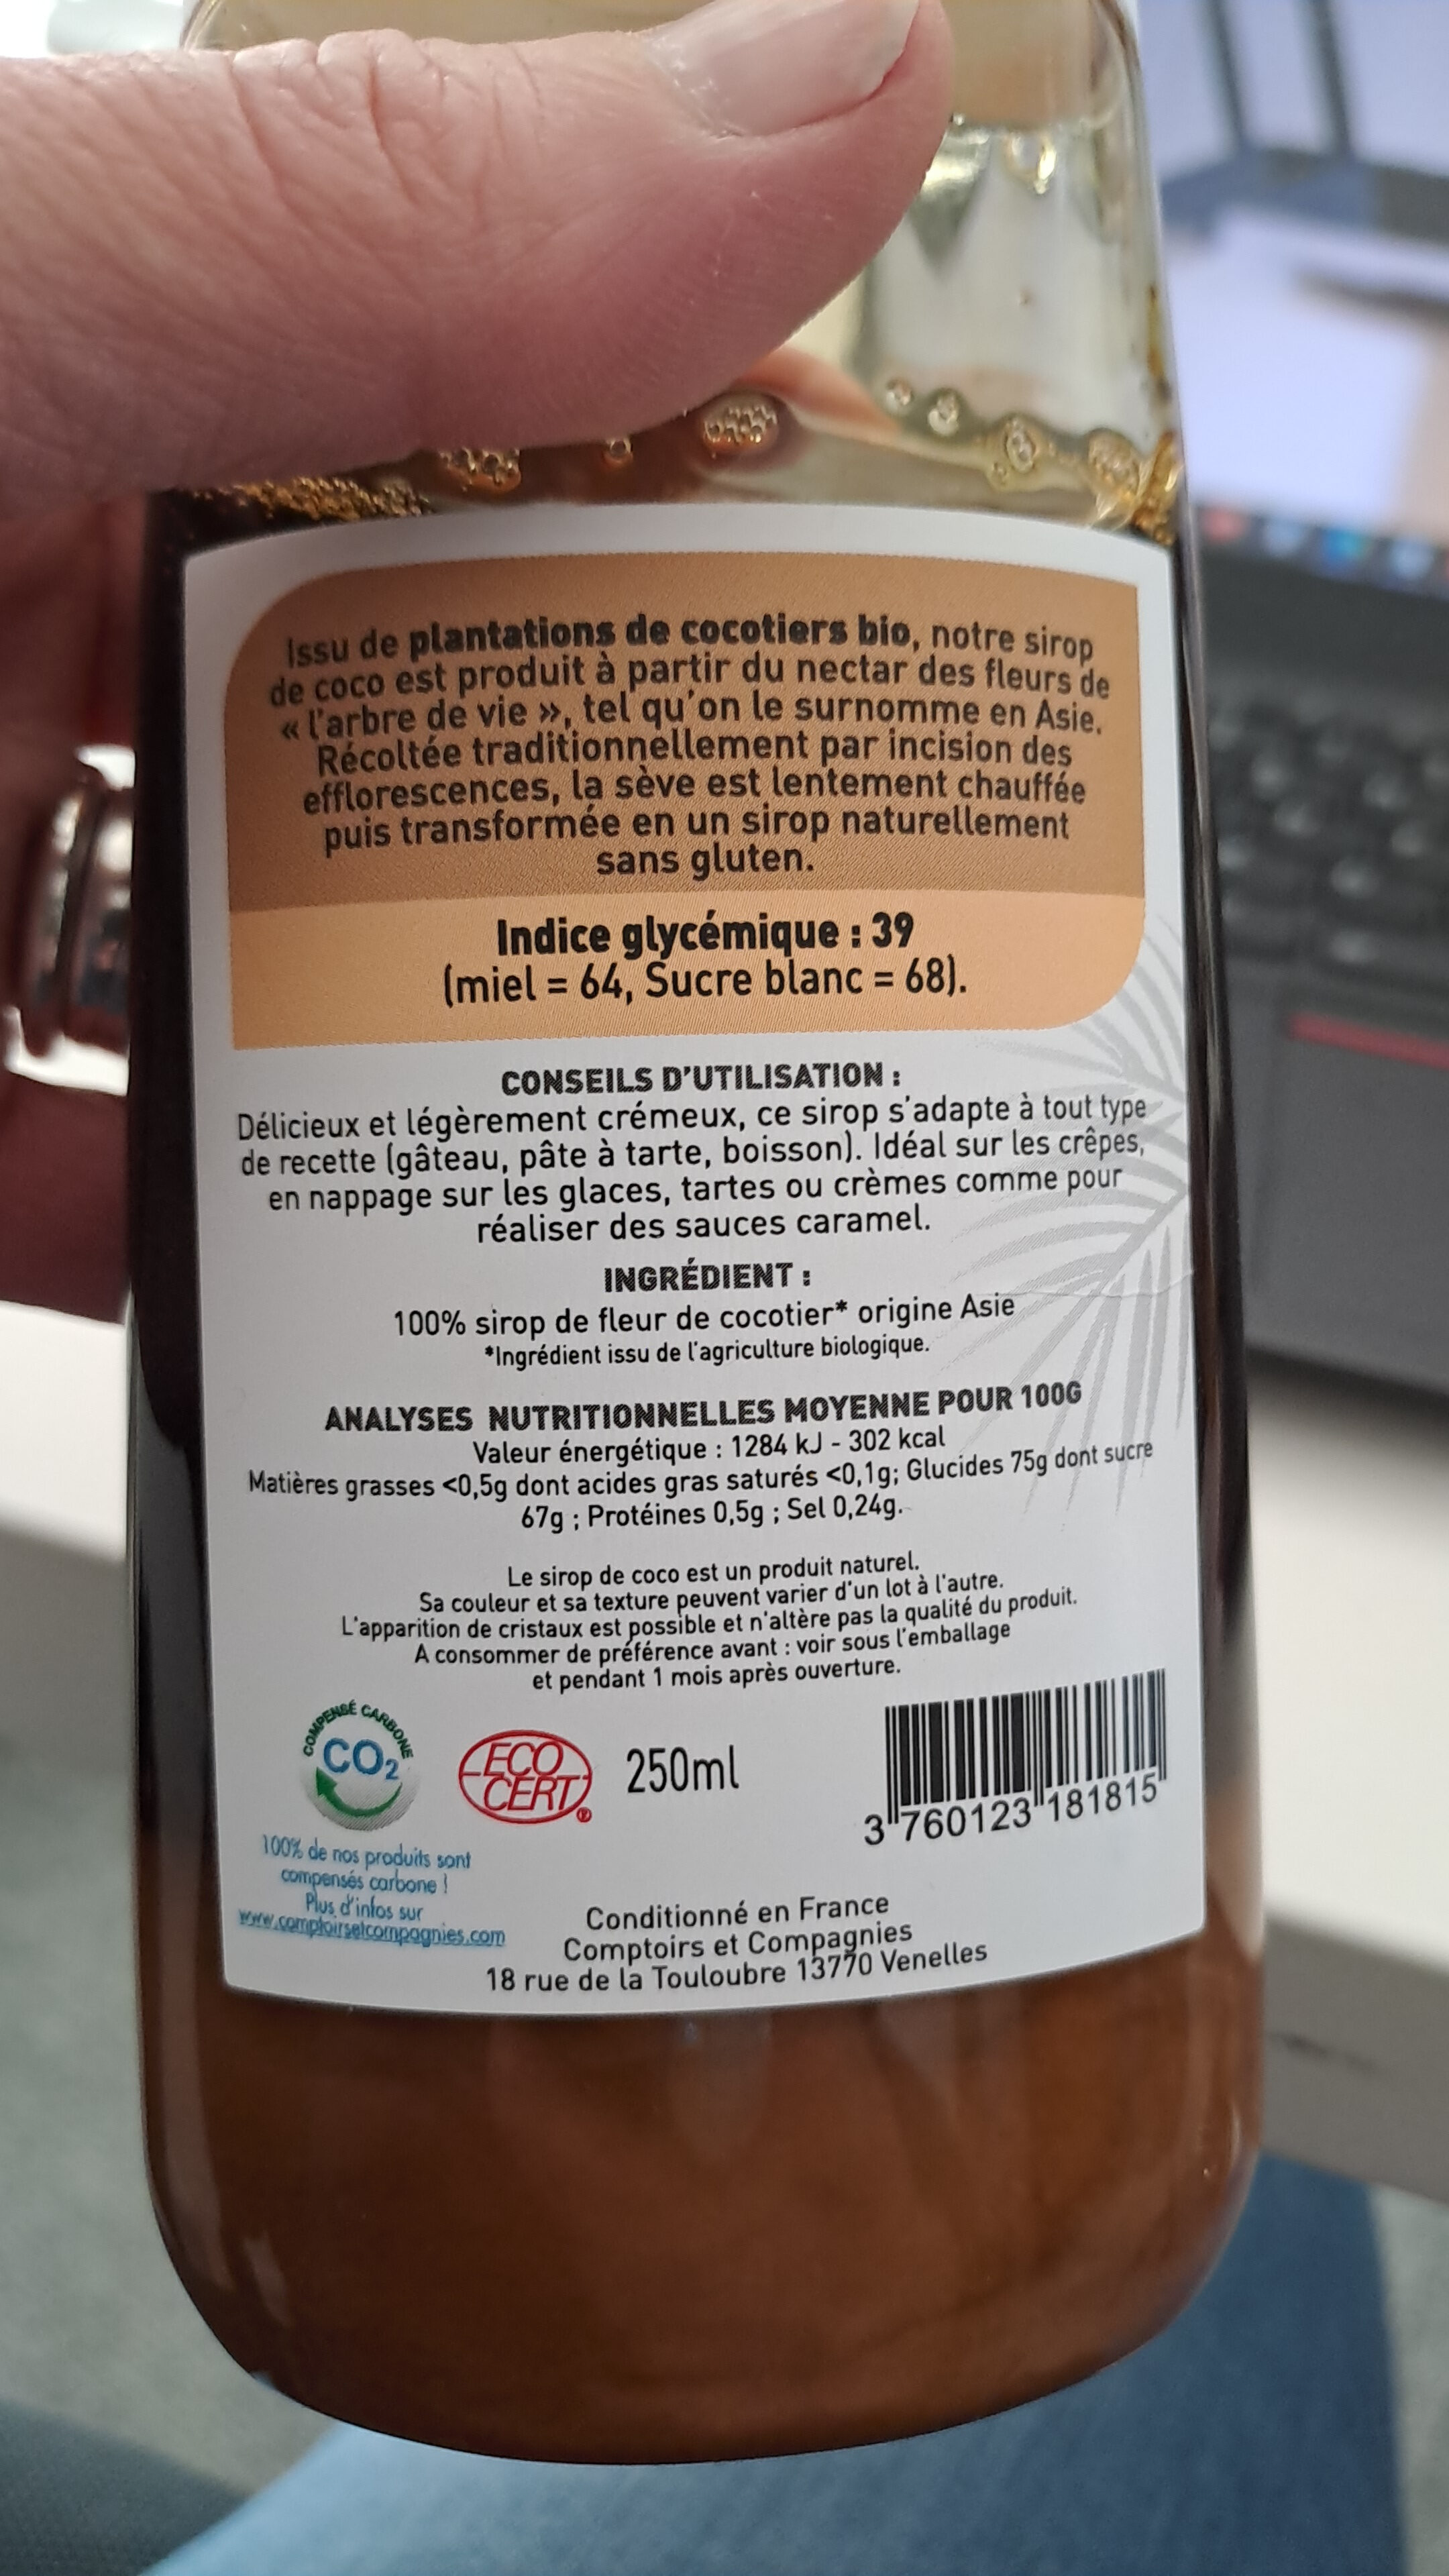 Issu de plantations de cocotiers bio, notre sirop
de coco est produit à partir du nectar des fleurs de
« l'arbre de vie », tel qu'on le surnomme en Asie.
Récoltée traditionnellement par incision des
efflorescences, la sève est lentement chauffée
puis transformée en un sirop naturellement
sans gluten.
Indice glycémique : 39
(miel = 64, Sucre blanc = 68).
CONSEILS D'UTILISATION :
Délicieux et légèrement crémeux, ce sirop s'adapte à tout type
de recette (gâteau, pâte à tarte, boisson). Idéal sur les crêpes,
en nappage sur les glaces, tartes ou crèmes comme pour
réaliser des sauces caramel.
INGRÉDIENT :
100% sirop de fleur de cocotier* origine Asie
*Ingrédient issu de l'agriculture biologique.
ANALYSES NUTRITIONNELLES MOYENNE POUR 100G
Valeur énergétique : 1284 kJ - 302 kcal
Matières grasses <0,5g dont acides gras saturés <0,1g; Glucides 75g dont sucre
67g ; Protéines 0,5g ; Sel 0,24g.
Le sirop de coco est un produit naturel.
Sa couleur et sa texture peuvent varier d'un lot à l'autre.
L'apparition de cristaux est possible et n'altère pas la qualité du produit.
A consommer de préférence avant : voir sous l'emballage
et pendant 1 mois après ouverture.
COMPENSÉ CARBONE
CO₂
ECO
CERT®
250ml
3 760123 181815
100% de nos produits sont
compensés carbone !
Plus d'infos sur
www.comptoirsetcompagnies.com
Conditionné en France
Comptoirs et Compagnies
18 rue de la Touloubre 13770 Venelles